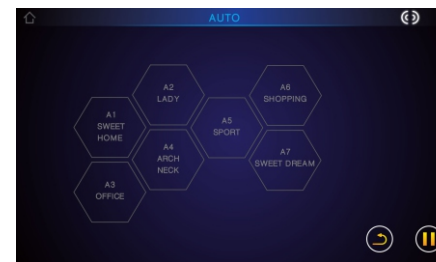 AUTO
A1
SWEET
HOME
A2
LADY
A3
OFFICE
A4
ARCH
NECK
A5
SPORT
A6
SHOPPING
A7
SWEET DREAM